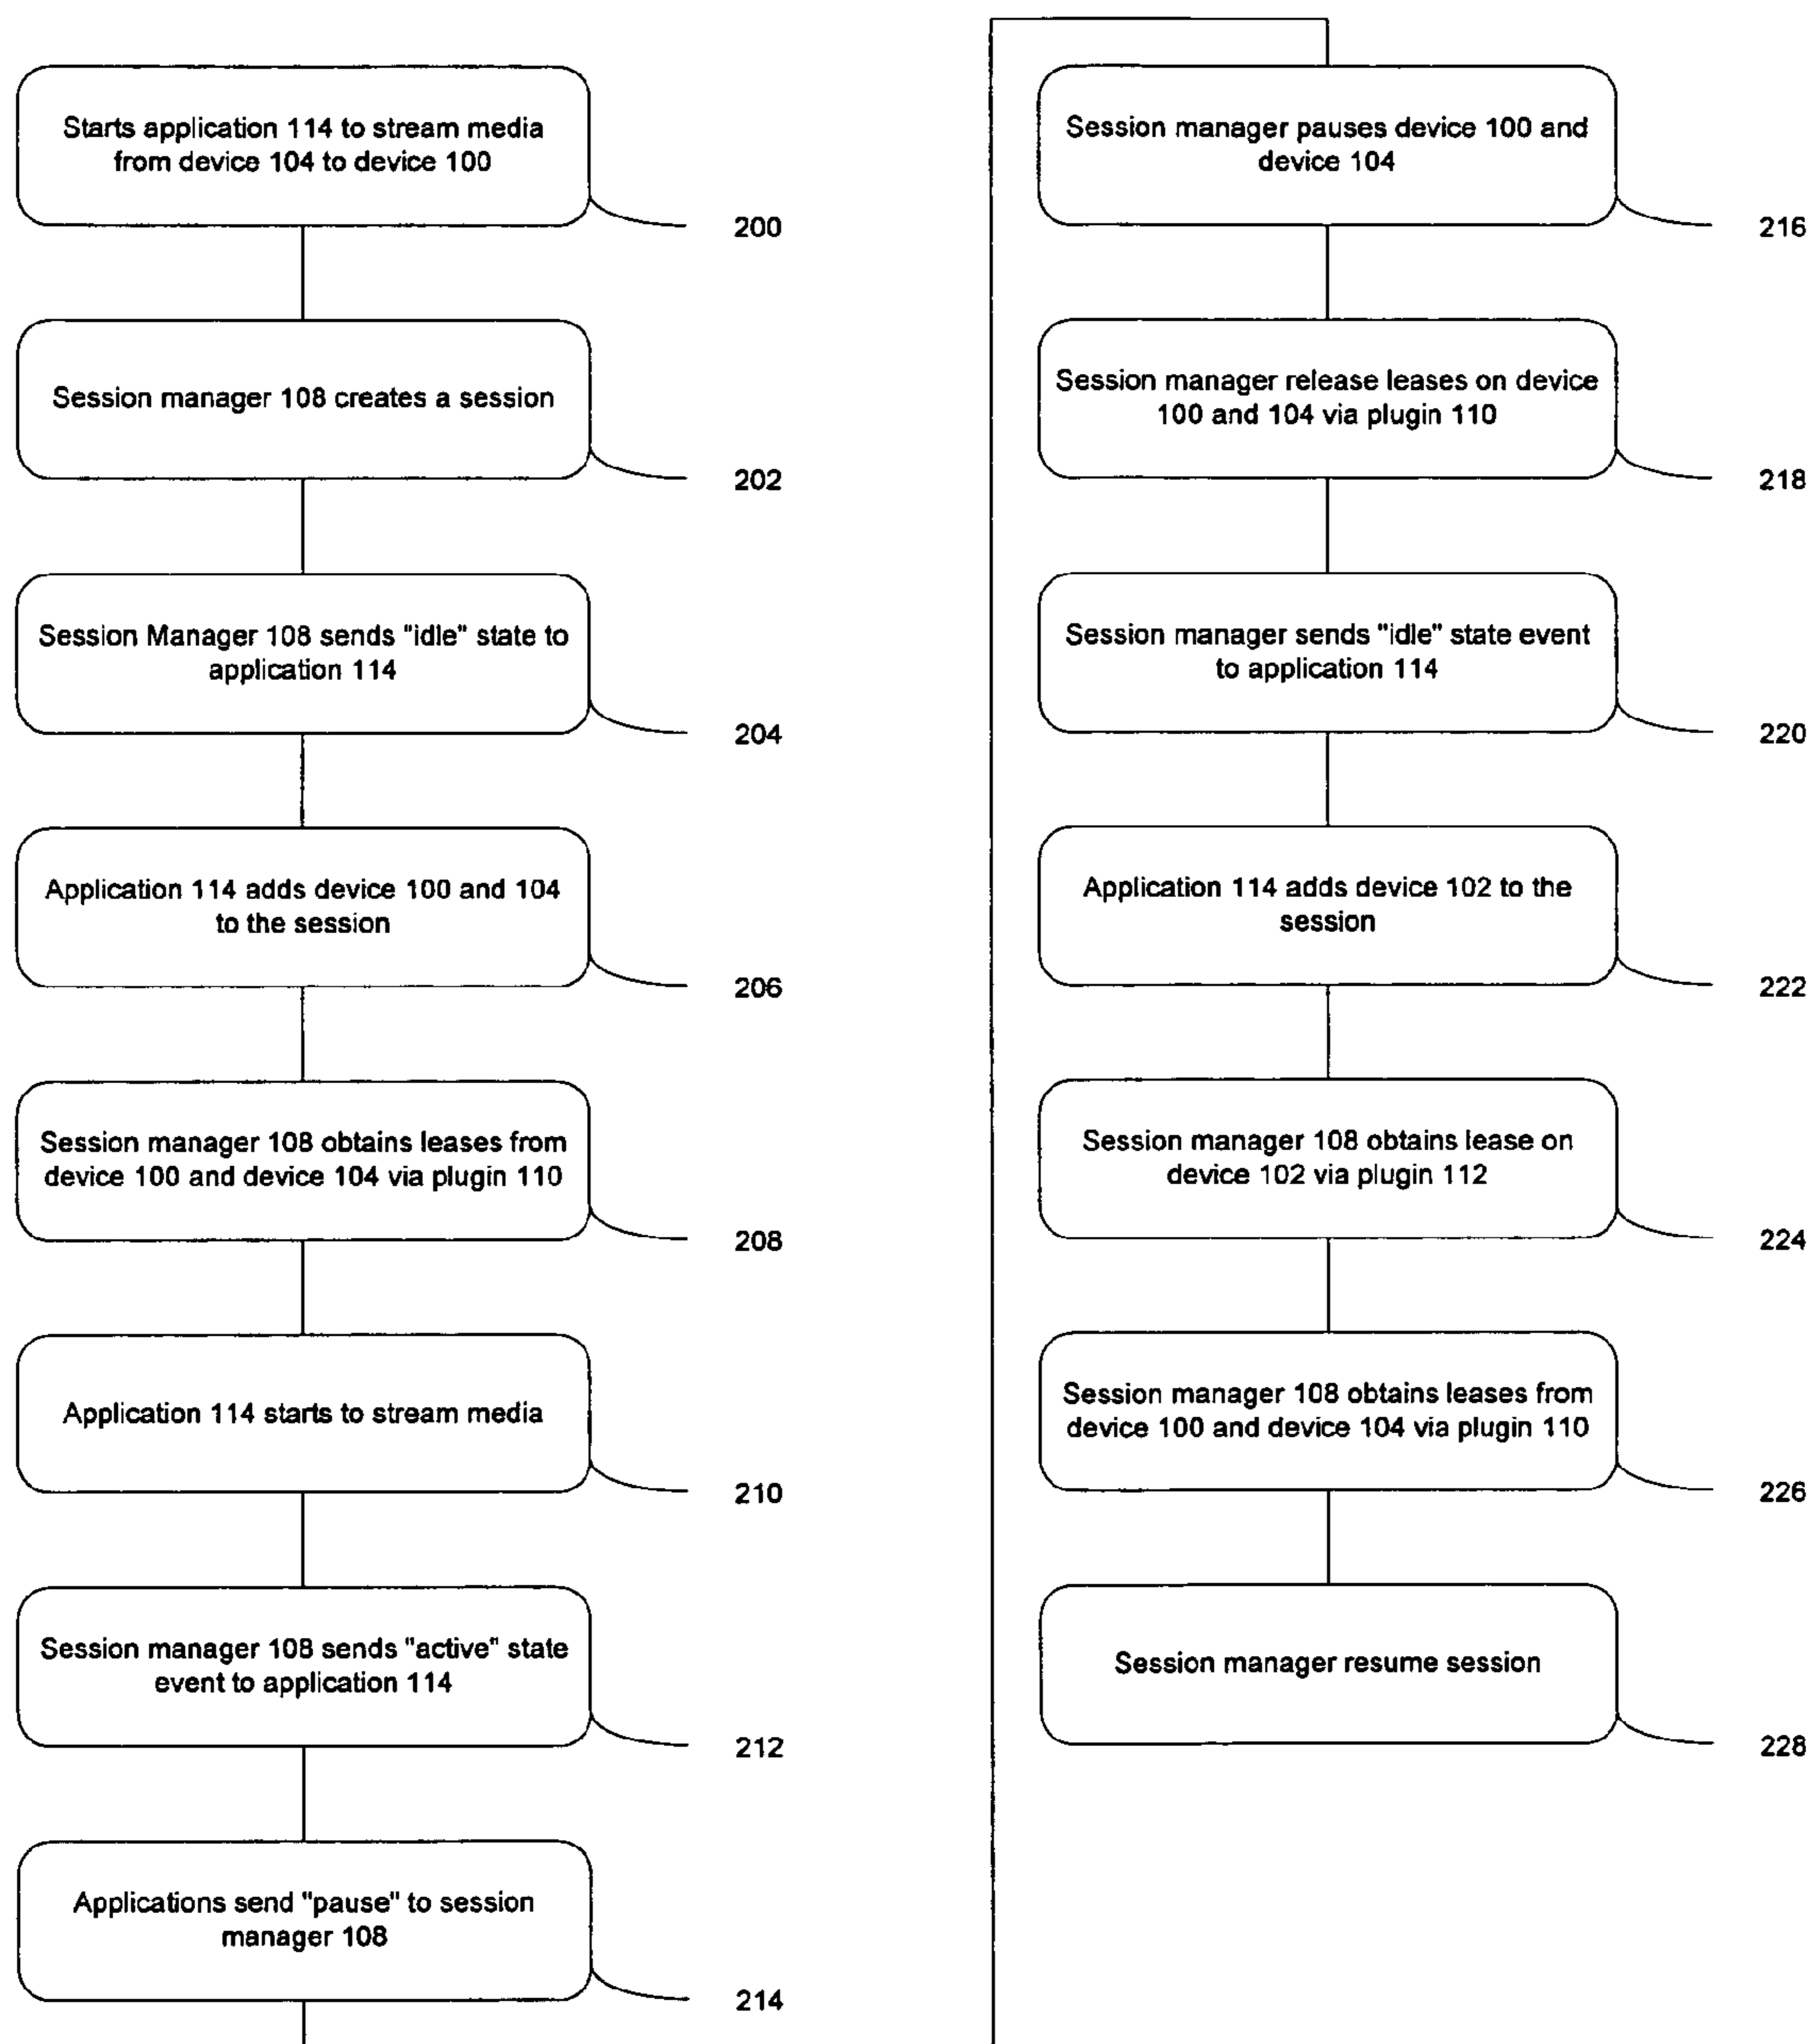 Starts application 114 to stream media
from device 104 to device 100
200
Session manager 108 creates a session
202
Session Manager 108 sends "idle" state to
application 114
204
Application 114 adds device 100 and 104
to the session
206
Session manager 108 obtains leases from
device 100 and device 104 via plugin 110
208
Application 114 starts to stream media
210
Session manager 108 sends "active" state
event to application 114
212
Applications send "pause" to session
manager 108
214
Session manager pauses device 100 and
device 104
216
Session manager release leases on device
100 and 104 via plugin 110
218
Session manager sends "idle" state event
to application 114
220
Application 114 adds device 102 to the
session
222
Session manager 108 obtains lease on
device 102 via plugin 112
224
Session manager 108 obtains leases from
device 100 and device 104 via plugin 110
226
Session manager resume session
228